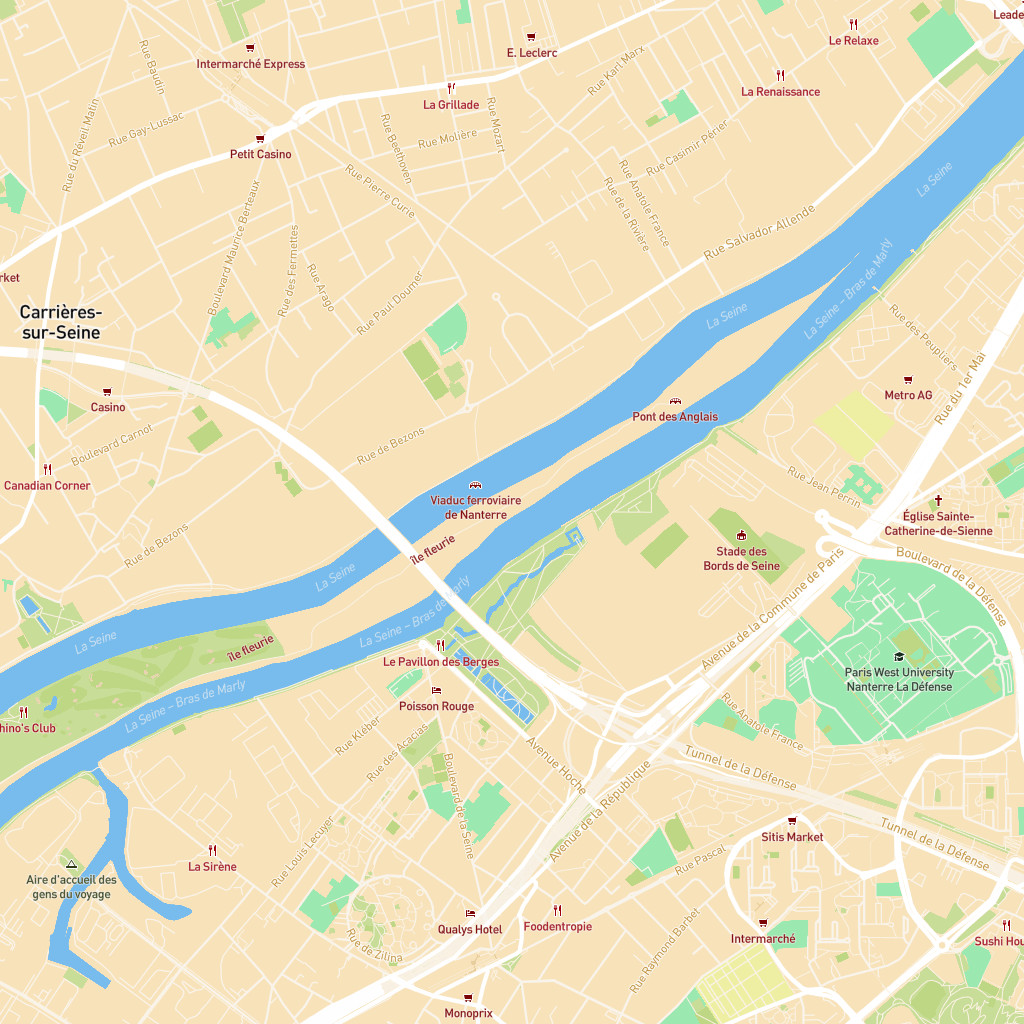 Leade
Le Relaxe
E. Leclerc
Intermarché Express
Rue Baudin
Rue Karl Marx
La Renaissance
La Grillade
Rue Mozart
Rue du Réveil Matin
Rue Gay-Lussac
Rue Beethoven
Rue Molière
Rue Casimir Périer
Petit Casino
Rue Pierre Curie
Rue Anatole France
Rue de la Rivière
La Seine
Boulevard Maurice Berteaux
Rue des Fermettes
Rue Salvador Allende
rket
Rue Arago
Rue Paul Doumer
La Seine – Bras de Marly
Carrières-
sur-Seine
La Seine
Rue des Peupliers
Rue du 1er Mai
Metro AG
Casino
Pont des Anglais
Boulevard Carnot
Rue de Bezons
Canadian Corner
Rue Jean Perrin
Viaduc ferroviaire
de Nanterre
Église Sainte-
Catherine-de-Sienne
Rue de Bezons
île fleurie
Stade des
Bords de Seine
Boulevard de la Défense
La Seine
Avenue de la Commune de Paris
La Seine – Bras de Marly
La Seine
île fleurie
Le Pavillon des Berges
Paris West University
Nanterre La Défense
La Seine – Bras de Marly
Poisson Rouge
hino's Club
Rue Kléber
Rue des Acacias
Rue Anatole France
Avenue Hoche
Tunnel de la Défense
Boulevard de la Seine
Avenue de la République
Sitis Market
Tunnel de la Défense
Rue Louis Lecuyer
La Sirène
Rue Pascal
Aire d'accueil des
gens du voyage
Qualys Hotel
Foodentropie
Rue Raymond Barbet
Intermarché
Sushi Hou
Rue de Zilina
Monoprix